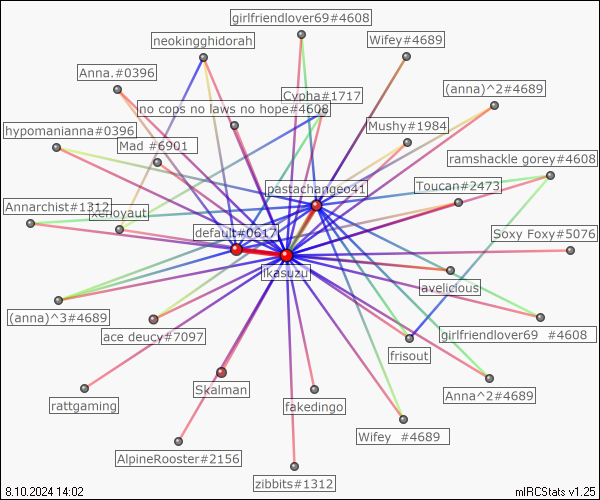 girlfriendlover69#4608
neokingghidorah
Wifey#4689
Anna.#0396
(anna)^2#4689
Cypha#1717
no cops no laws no hope#4608
hypomanianna#0396
Mushy#1984
Mad #6901
ramshackle gorey#4608
pastachangeo41
Toucan#2473
Annarchist#1312
xenoyaut
default#0617
Soxy Foxy#5076
ikasuzu
avelicious
(anna)^3#4689
ace deucy#7097
girlfriendlover69 #4608
frisout
Skalman
rattgaming
fakedingo
Anna^2#4689
Wifey #4689
AlpineRooster#2156
zibbits#1312
8.10.2024 14:02
mIRCStats v1.25